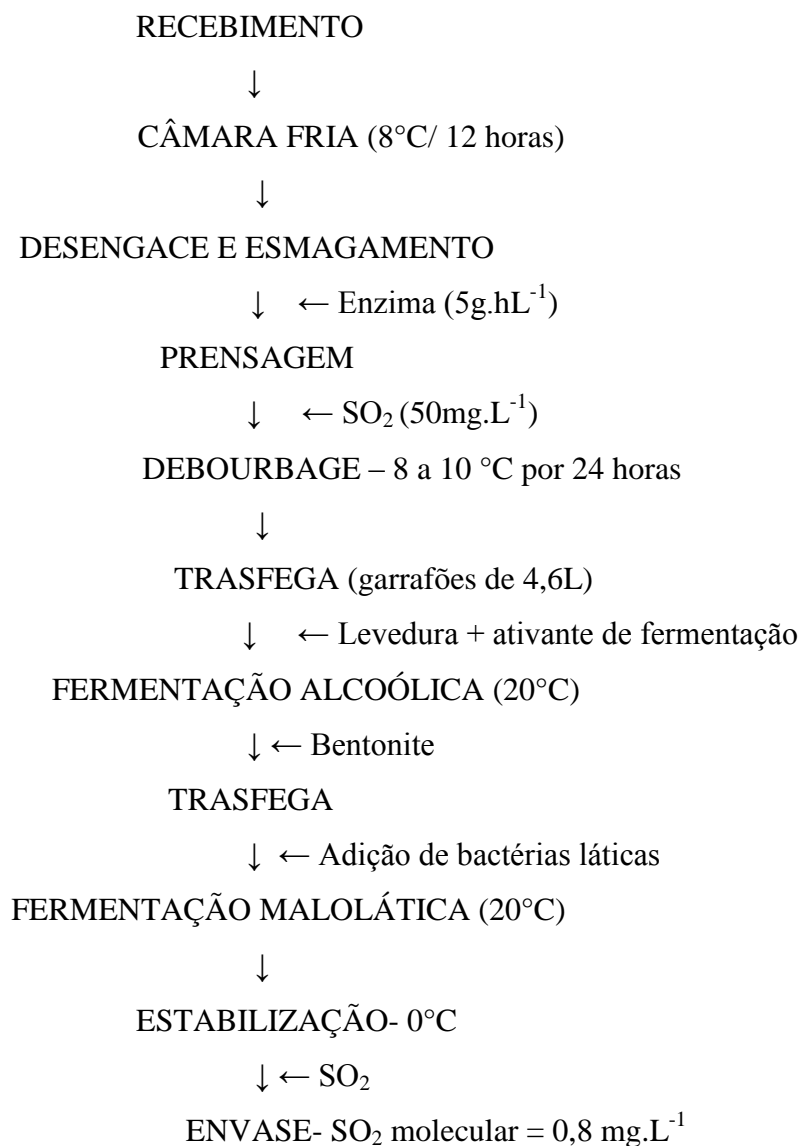 RECEBIMENTO
↓
CÂMARA FRIA (8°C/ 12 horas)
↓
DESENGACE E ESMAGAMENTO
↓ ← Enzima (5g.hL⁻¹)
PRENSAGEM
↓ ← SO₂ (50mg.L⁻¹)
DEBOURBAGE – 8 a 10 °C por 24 horas
↓
TRASFEGA (garrafões de 4,6L)
↓ ← Levedura + ativante de fermentação
FERMENTAÇÃO ALCOÓLICA (20°C)
↓ ← Bentonite
TRASFEGA
↓ ← Adição de bactérias láticas
FERMENTAÇÃO MALOLÁTICA (20°C)
↓
ESTABILIZAÇÃO- 0°C
↓ ← SO₂
ENVASE- SO₂ molecular = 0,8 mg.L⁻¹